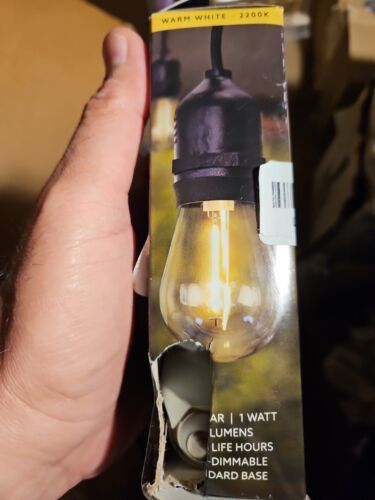 WARM WHITE - 2200K
AR | 1 WATT
LUMENS
LIFE HOURS
-DIMMABLE
DARD BASE